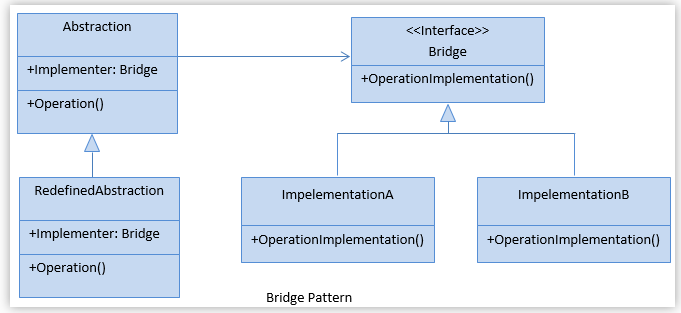 Abstraction
+Implementer: Bridge
+Operation()
<<Interface>>
Bridge
+OperationImplementation()
RedefinedAbstraction
+Implementer: Bridge
+Operation()
ImpelementationA
+OperationImplementation()
ImpelementationB
+OperationImplementation()
Bridge Pattern